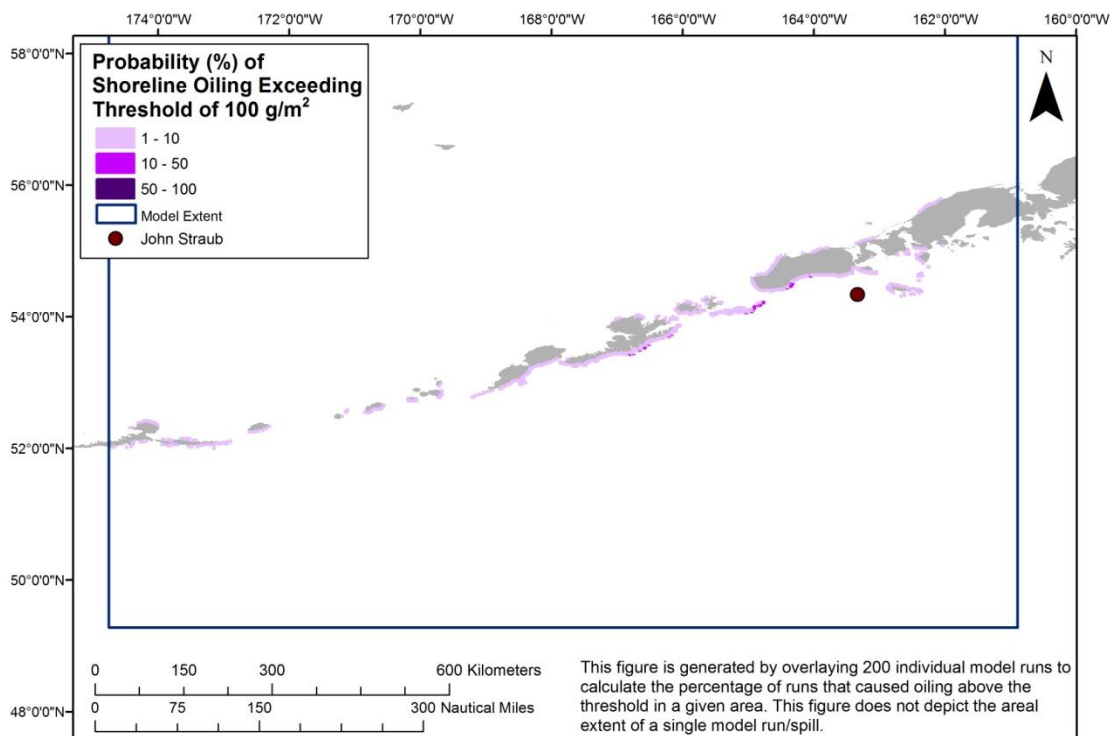 174°0'0"W 172°0'0"W 170°0'0"W 168°0'0"W 166°0'0"W 164°0'0"W 162°0'0"W 160°0'0"W
58°0'0"N
56°0'0"N
54°0'0"N
52°0'0"N
50°0'0"N
48°0'0"N
Probability (%) of
Shoreline Oiling Exceeding
Threshold of 100 g/m²
1 - 10
10 - 50
50 - 100
Model Extent
John Straub
N
0 150 300 600 Kilometers
0 75 150 300 Nautical Miles
This figure is generated by overlaying 200 individual model runs to
calculate the percentage of runs that caused oiling above the
threshold in a given area. This figure does not depict the areal
extent of a single model run/spill.